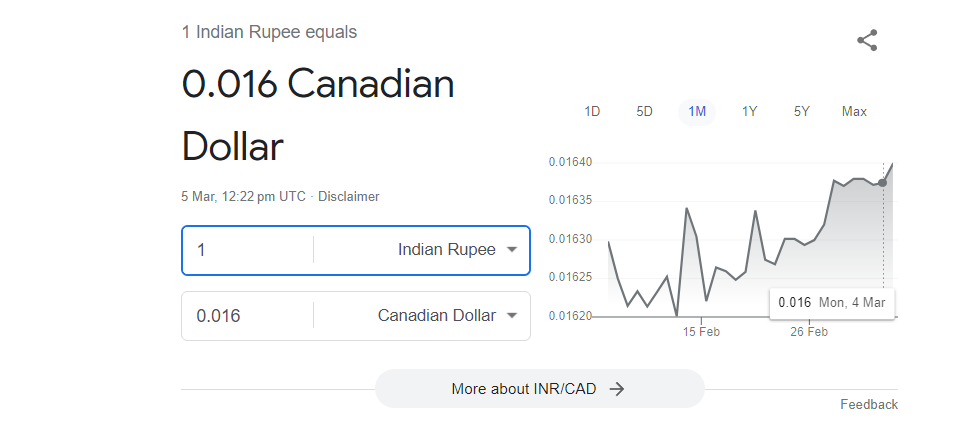 1 Indian Rupee equals
0.016 Canadian
Dollar
5 Mar, 12:22 pm UTC · Disclaimer
1 Indian Rupee
0.016 Canadian Dollar
1D 5D 1M 1Y 5Y Max
0.01640
0.01635
0.01630
0.01625
0.01620
0.016 Mon, 4 Mar
15 Feb 26 Feb
More about INR/CAD
Feedback